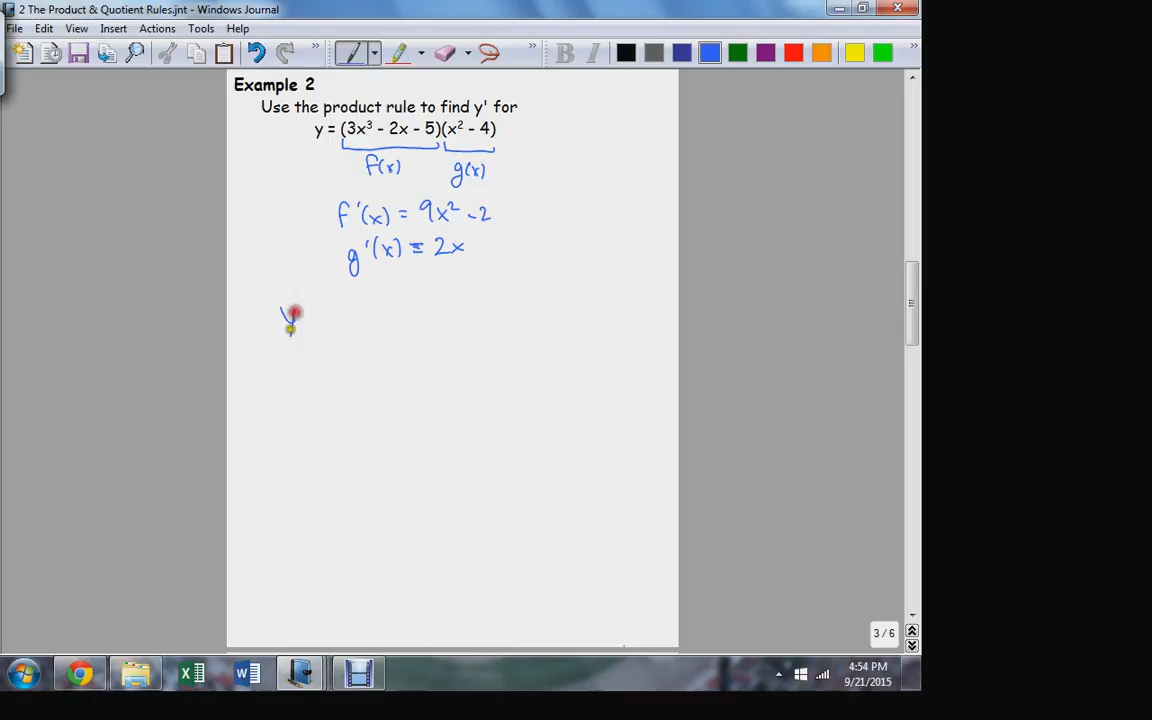 2 The Product & Quotient Rules.jnt - Windows Journal
File Edit View Insert Actions Tools Help
» » B I »
Example 2
Use the product rule to find y' for
y = (3x³ - 2x - 5)(x² - 4)
f(x) g(x)
f'(x) = 9x² - 2
g'(x) = 2x
y
3 / 6
4:54 PM
9/21/2015